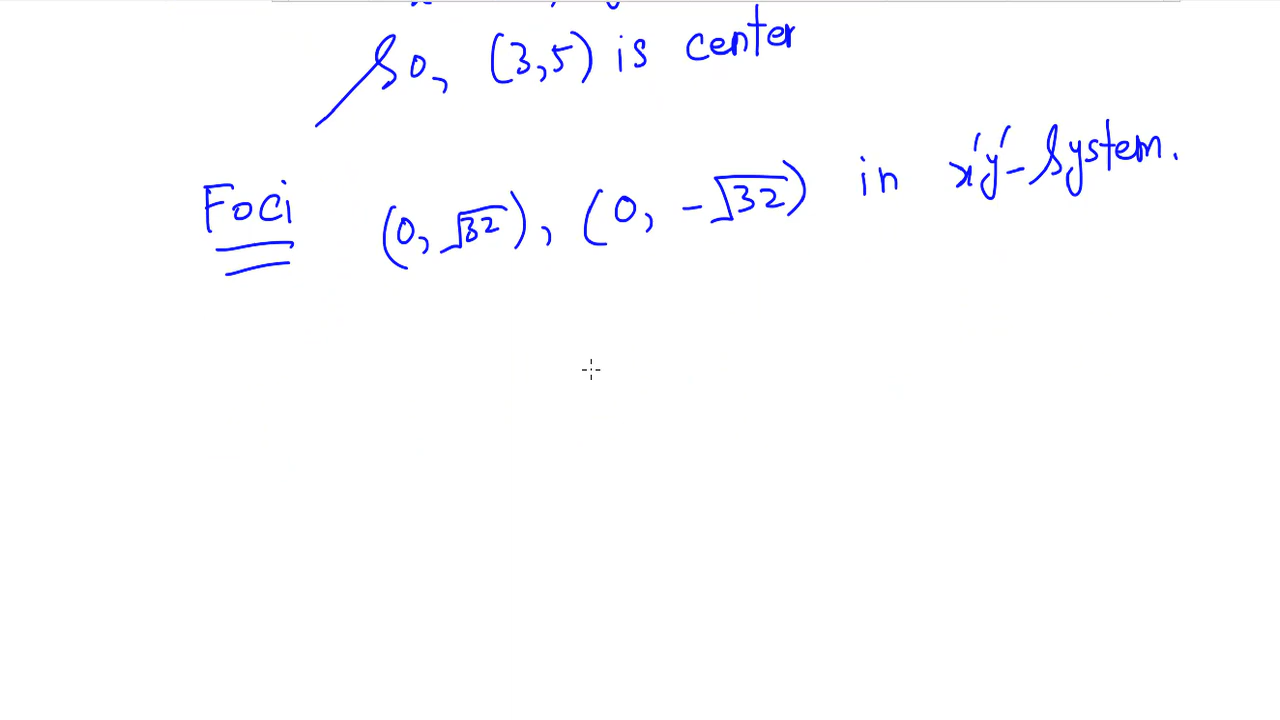 So, (3,5) is center
Foci (0, √32), (0, -√32) in x'y'-system.